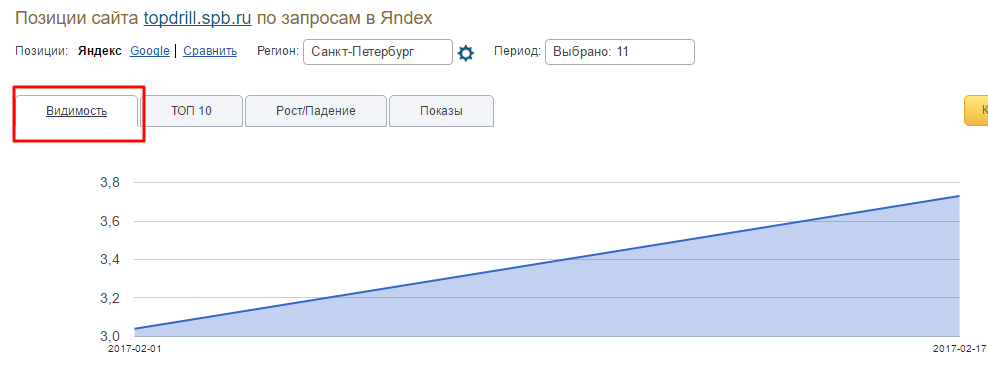 Позиции сайта topdrill.spb.ru по запросам в Яndex
Позиции: Яндекс Google Сравнить Регион: Санкт-Петербург Период: Выбрано: 11
Видимость ТОП 10 Рост/Падение Показы К
3,8
3,6
3,4
3,2
3,0
2017-02-01 2017-02-17